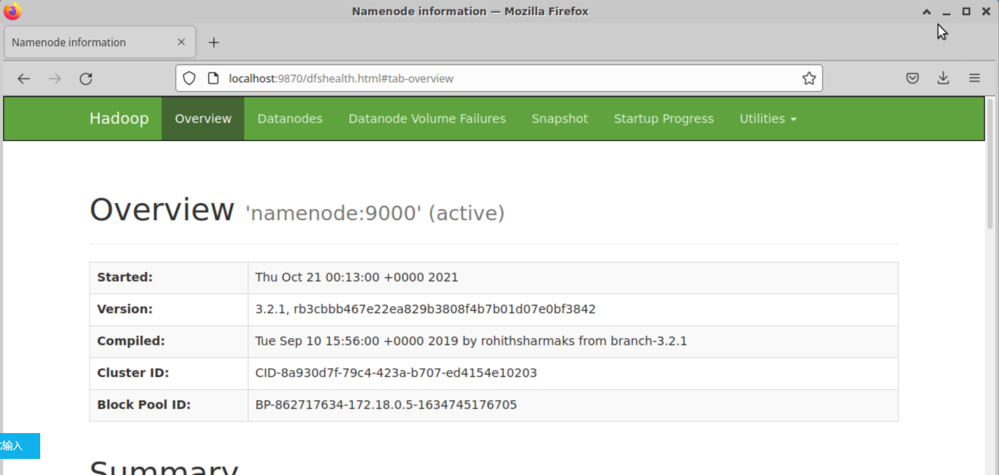 Namenode information — Mozilla Firefox
Namenode information
localhost:9870/dfshealth.html#tab-overview
Hadoop Overview Datanodes Datanode Volume Failures Snapshot Startup Progress Utilities
Overview 'namenode:9000' (active)
Started: Thu Oct 21 00:13:00 +0000 2021
Version: 3.2.1, rb3cbbb467e22ea829b3808f4b7b01d07e0bf3842
Compiled: Tue Sep 10 15:56:00 +0000 2019 by rohithsharmaks from branch-3.2.1
Cluster ID: CID-8a930d7f-79c4-423a-b707-ed4154e10203
Block Pool ID: BP-862717634-172.18.0.5-1634745176705
输入
Summary